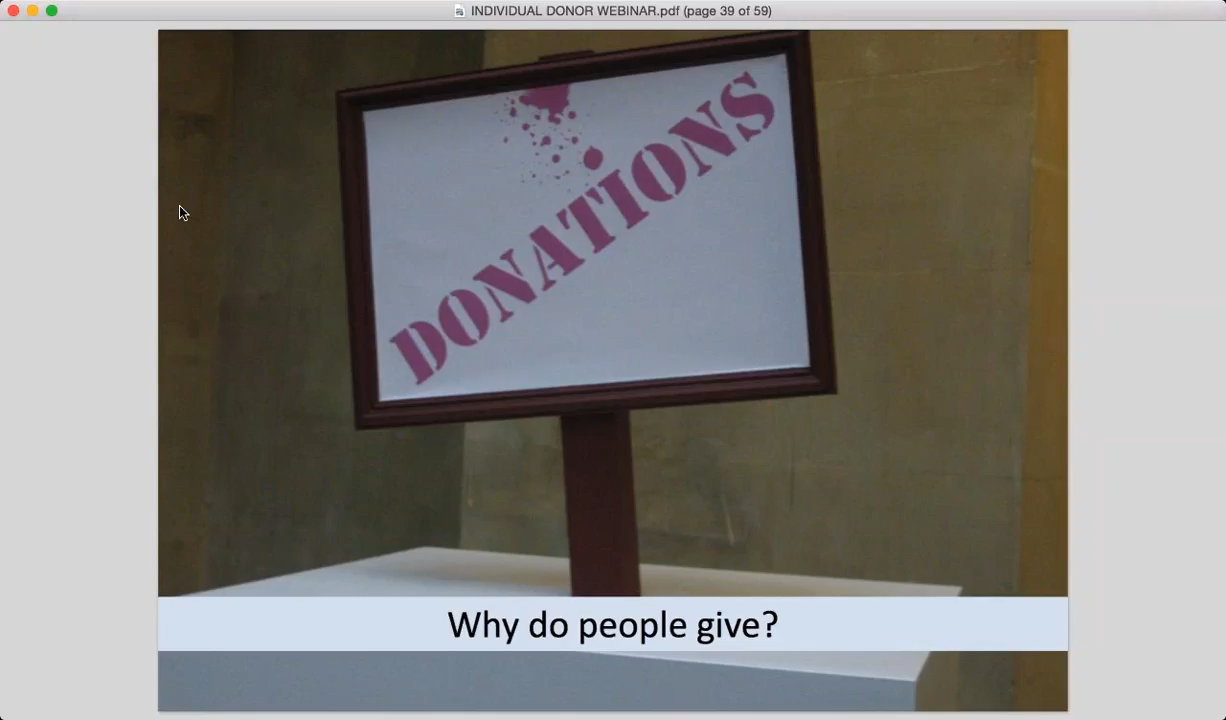 INDIVIDUAL DONOR WEBINAR.pdf (page 39 of 59)
DONATIONS
Why do people give?